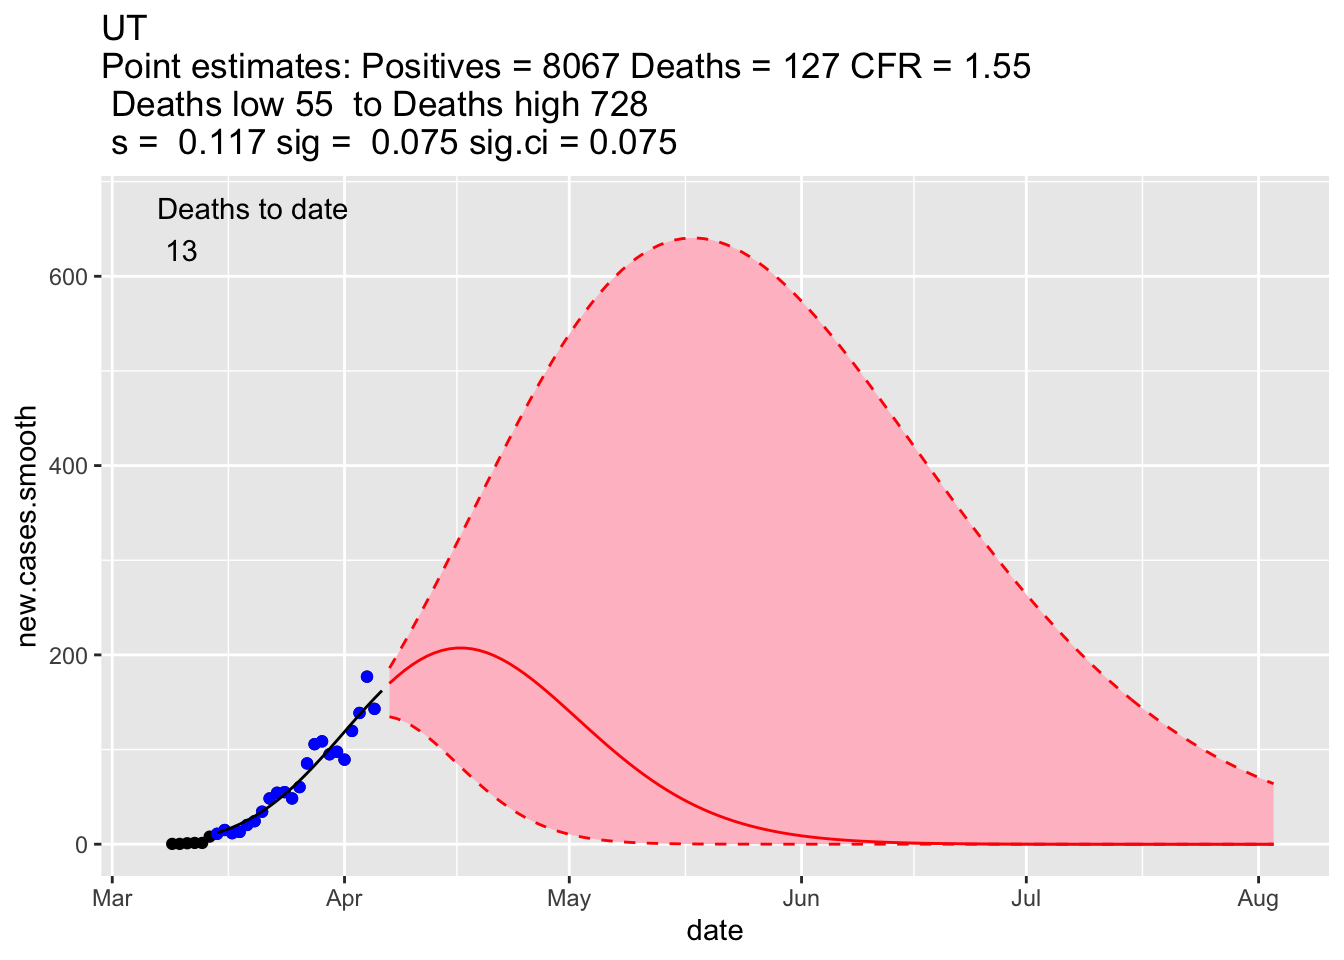 UT
Point estimates: Positives = 8067 Deaths = 127 CFR = 1.55
Deaths low 55  to Deaths high 728
s =  0.117 sig =  0.075 sig.ci = 0.075
Deaths to date
13
600
400
200
0
new.cases.smooth
Mar Apr May Jun Jul Aug
date